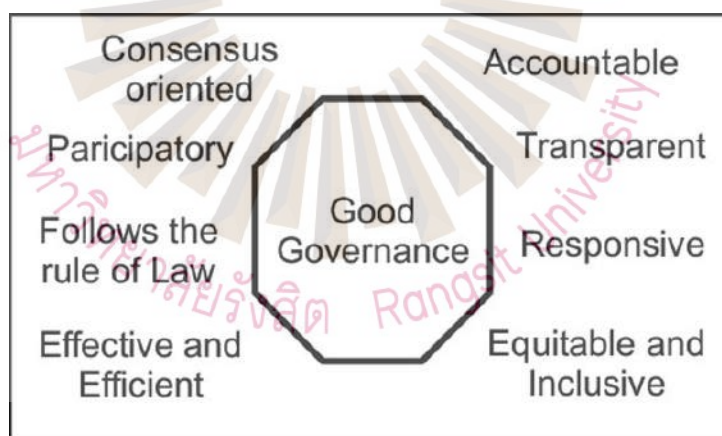 Consensus
oriented
Accountable
Paricipatory
Transparent
Good
Governance
Follows the
rule of Law
Responsive
Effective and
Efficient
Equitable and
Inclusive
มหาวิทยาลัยรังสิต Rangsit University